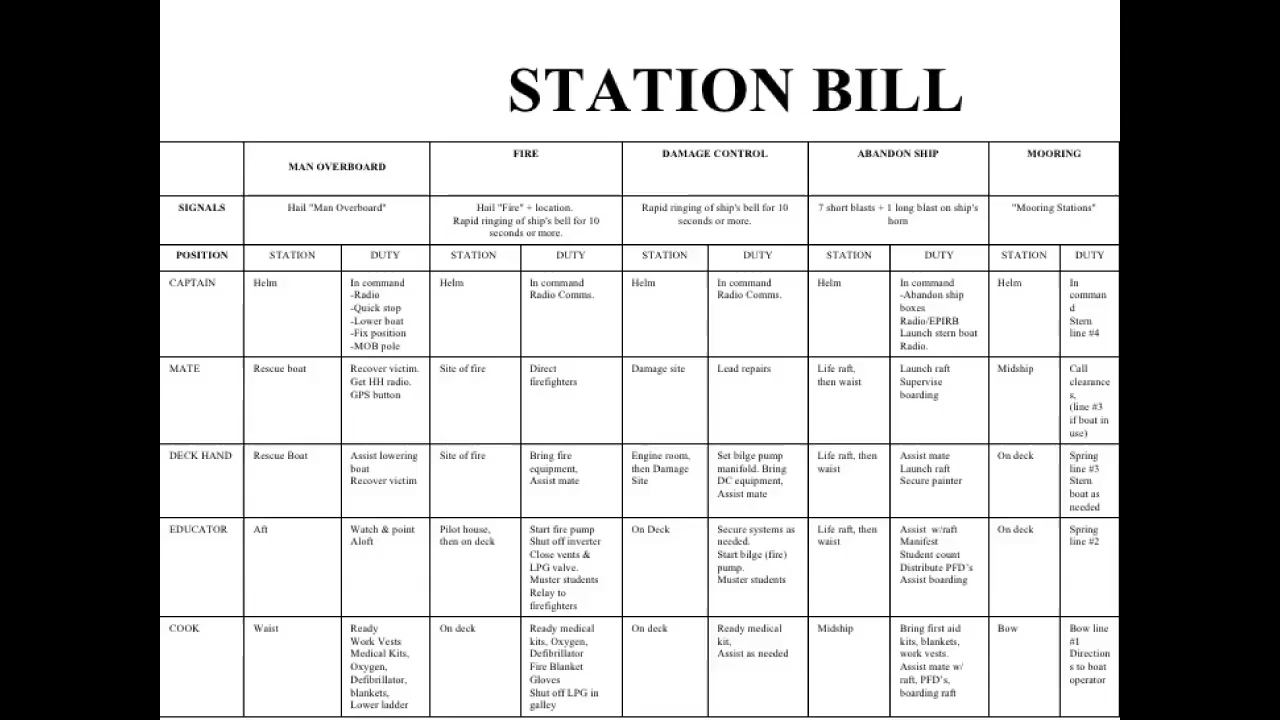 STATION BILL
MAN OVERBOARD
FIRE
DAMAGE CONTROL
ABANDON SHIP
MOORING
SIGNALS
Hail "Man Overboard"
Hail "Fire" + location.
Rapid ringing of ship's bell for 10
seconds or more.
Rapid ringing of ship's bell for 10
seconds or more.
7 short blasts + 1 long blast on ship's
horn
"Mooring Stations"
POSITION
STATION
DUTY
STATION
DUTY
STATION
DUTY
STATION
DUTY
STATION
DUTY
CAPTAIN
Helm
In command
-Radio
-Quick stop
-Lower boat
-Fix position
-MOB pole
Helm
In command
Radio Comms.
Helm
In command
Radio Comms.
Helm
In command
-Abandon ship
boxes
Radio/EPIRB
Launch stern boat
Radio.
Helm
In
comman
d
Stern
line #4
MATE
Rescue boat
Recover victim.
Get HH radio.
GPS button
Site of fire
Direct
firefighters
Damage site
Lead repairs
Life raft,
then waist
Launch raft
Supervise
boarding
Midship
Call
clearance
s,
(line #3
if boat in
use)
DECK HAND
Rescue Boat
Assist lowering
boat
Recover victim
Site of fire
Bring fire
equipment,
Assist mate
Engine room,
then Damage
Site
Set bilge pump
manifold. Bring
DC equipment,
Assist mate
Life raft, then
waist
Assist mate
Launch raft
Secure painter
On deck
Spring
line #3
Stern
boat as
needed
EDUCATOR
Aft
Watch & point
Aloft
Pilot house,
then on deck
Start fire pump
Shut off inverter
Close vents &
LPG valve.
Muster students
Relay to
firefighters
On Deck
Secure systems as
needed.
Start bilge (fire)
pump.
Muster students
Life raft, then
waist
Assist w/raft
Manifest
Student count
Distribute PFD's
Assist boarding
On deck
Spring
line #2
COOK
Waist
Ready
Work Vests
Medical Kits,
Oxygen,
Defibrillator,
blankets,
Lower ladder
On deck
Ready medical
kits, Oxygen,
Defibrillator
Fire Blanket
Gloves
Shut off LPG in
galley
On deck
Ready medical
kit,
Assist as needed
Midship
Bring first aid
kits, blankets,
work vests.
Assist mate w/
raft, PFD's,
boarding raft
Bow
Bow line
#1
Direction
s to boat
operator